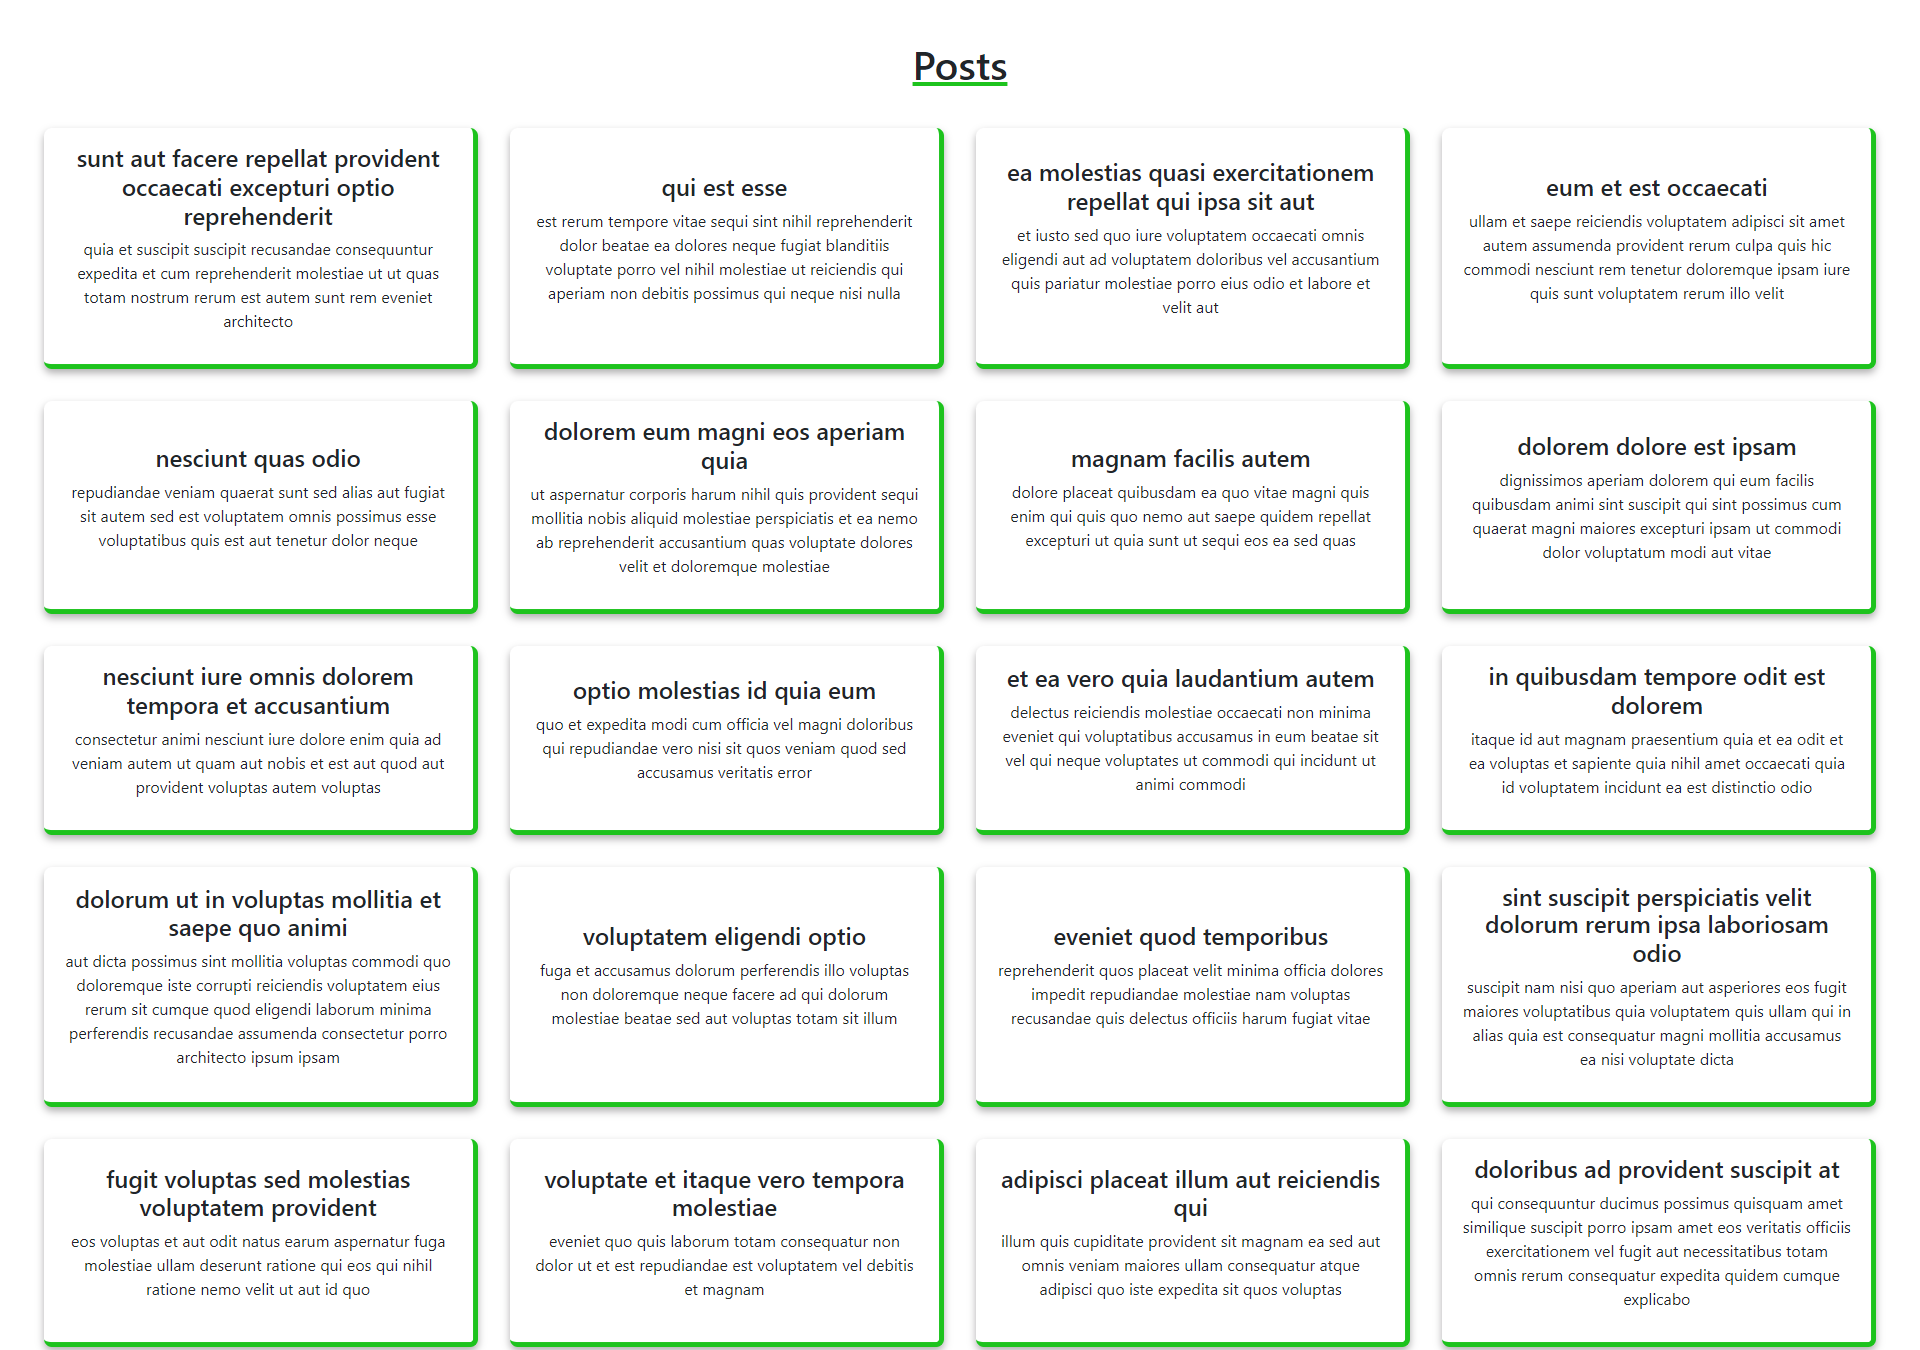 Posts
sunt aut facere repellat provident
occaecati excepturi optio
reprehenderit
quia et suscipit suscipit recusandae consequuntur
expedita et cum reprehenderit molestiae ut ut quas
totam nostrum rerum est autem sunt rem eveniet
architecto
qui est esse
est rerum tempore vitae sequi sint nihil reprehenderit
dolor beatae ea dolores neque fugiat blanditiis
voluptate porro vel nihil molestiae ut reiciendis qui
aperiam non debitis possimus qui neque nisi nulla
ea molestias quasi exercitationem
repellat qui ipsa sit aut
et iusto sed quo iure voluptatem occaecati omnis
eligendi aut ad voluptatem doloribus vel accusantium
quis pariatur molestiae porro eius odio et labore et
velit aut
eum et est occaecati
ullam et saepe reiciendis voluptatem adipisci sit amet
autem assumenda provident rerum culpa quis hic
commodi nesciunt rem tenetur doloremque ipsam iure
quis sunt voluptatem rerum illo velit
nesciunt quas odio
repudiandae veniam quaerat sunt sed alias aut fugiat
sit autem sed est voluptatem omnis possimus esse
voluptatibus quis est aut tenetur dolor neque
dolorem eum magni eos aperiam
quia
ut aspernatur corporis harum nihil quis provident sequi
mollitia nobis aliquid molestiae perspiciatis et ea nemo
ab reprehenderit accusantium quas voluptate dolores
velit et doloremque molestiae
magnam facilis autem
dolore placeat quibusdam ea quo vitae magni quis
enim qui quis quo nemo aut saepe quidem repellat
excepturi ut quia sunt ut sequi eos ea sed quas
dolorem dolore est ipsam
dignissimos aperiam dolorem qui eum facilis
quibusdam animi sint suscipit qui sint possimus cum
quaerat magni maiores excepturi ipsam ut commodi
dolor voluptatum modi aut vitae
nesciunt iure omnis dolorem
tempora et accusantium
consectetur animi nesciunt iure dolore enim quia ad
veniam autem ut quam aut nobis et est aut quod aut
provident voluptas autem voluptas
optio molestias id quia eum
quo et expedita modi cum officia vel magni doloribus
qui repudiandae vero nisi sit quos veniam quod sed
accusamus veritatis error
et ea vero quia laudantium autem
delectus reiciendis molestiae occaecati non minima
eveniet qui voluptatibus accusamus in eum beatae sit
vel qui neque voluptates ut commodi qui incidunt ut
animi commodi
in quibusdam tempore odit est
dolorem
itaque id aut magnam praesentium quia et ea odit et
ea voluptas et sapiente quia nihil amet occaecati quia
id voluptatem incidunt ea est distinctio odio
dolorum ut in voluptas mollitia et
saepe quo animi
aut dicta possimus sint mollitia voluptas commodi quo
doloremque iste corrupti reiciendis voluptatem eius
rerum sit cumque quod eligendi laborum minima
perferendis recusandae assumenda consectetur porro
architecto ipsum ipsam
voluptatem eligendi optio
fuga et accusamus dolorum perferendis illo voluptas
non doloremque neque facere ad qui dolorum
molestiae beatae sed aut voluptas totam sit illum
eveniet quod temporibus
reprehenderit quos placeat velit minima officia dolores
impedit repudiandae molestiae nam voluptas
recusandae quis delectus officiis harum fugiat vitae
sint suscipit perspiciatis velit
dolorum rerum ipsa laboriosam
odio
suscipit nam nisi quo aperiam aut asperiores eos fugit
maiores voluptatibus quia voluptatem quis ullam qui in
alias quia est consequatur magni mollitia accusamus
ea nisi voluptate dicta
fugit voluptas sed molestias
voluptatem provident
eos voluptas et aut odit natus earum aspernatur fuga
molestiae ullam deserunt ratione qui eos qui nihil
ratione nemo velit ut aut id quo
voluptate et itaque vero tempora
molestiae
eveniet quo quis laborum totam consequatur non
dolor ut et est repudiandae est voluptatem vel debitis
et magnam
adipisci placeat illum aut reiciendis
qui
illum quis cupiditate provident sit magnam ea sed aut
omnis veniam maiores ullam consequatur atque
adipisci quo iste expedita sit quos voluptas
doloribus ad provident suscipit at
qui consequuntur ducimus possimus quisquam amet
similique suscipit porro ipsam amet eos veritatis officiis
exercitationem vel fugit aut necessitatibus totam
omnis rerum consequatur expedita quidem cumque
explicabo